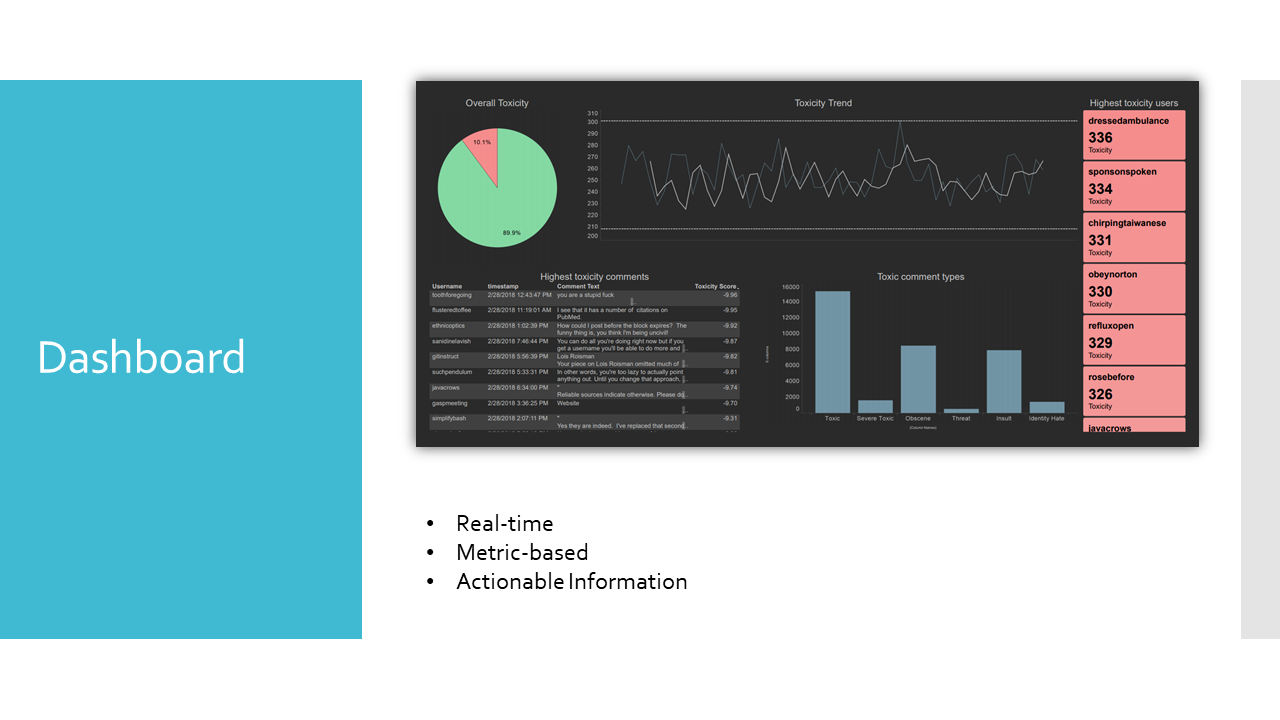 Dashboard
Overall Toxicity
10.1%
89.9%
Toxicity Trend
310
300
290
280
270
260
250
240
230
220
210
200
Highest toxicity users
dressedambulance
336
Toxicity
sponsonspoken
334
Toxicity
chirpingtaiwanese
331
Toxicity
obeynorton
330
Toxicity
refluxopen
329
Toxicity
rosebefore
326
Toxicity
javacrows
Highest toxicity comments
Username timestamp Comment Text Toxicity Score
toothforegoing 2/28/2018 12:43:47 PM you are a stupid fuck -9.96
flusteredtoffee 2/28/2018 11:19:01 AM I see that it has a number of citations on -9.95
PubMed.
ethnicoptics 2/28/2018 1:02:39 PM How could I post before the block expires? The -9.92
funny thing is, you think I'm being uncivil!
sanidinelavish 2/28/2018 7:46:44 PM You can do all you're doing right now but if you -9.87
get a username you'll be able to do more and
gitinstruct 2/28/2018 5:56:39 PM Lois Roisman -9.82
Your piece on Lois Roisman omitted much of
suchpendulum 2/28/2018 5:33:31 PM In other words, you're too lazy to actually point -9.81
anything out. Until you change that approach,
javacrows 2/28/2018 6:34:00 PM " -9.74
Reliable sources indicate otherwise. Please do
gaspmeeting 2/28/2018 3:36:25 PM Website -9.70
simplifybash 2/28/2018 2:07:11 PM " -9.31
Yes they are indeed. I've replaced that second
Toxic comment types
16000
14000
12000
10000
8000
6000
4000
2000
0
Toxic Severe Toxic Obscene Threat Insult Identity Hate
• Real-time
• Metric-based
• Actionable Information